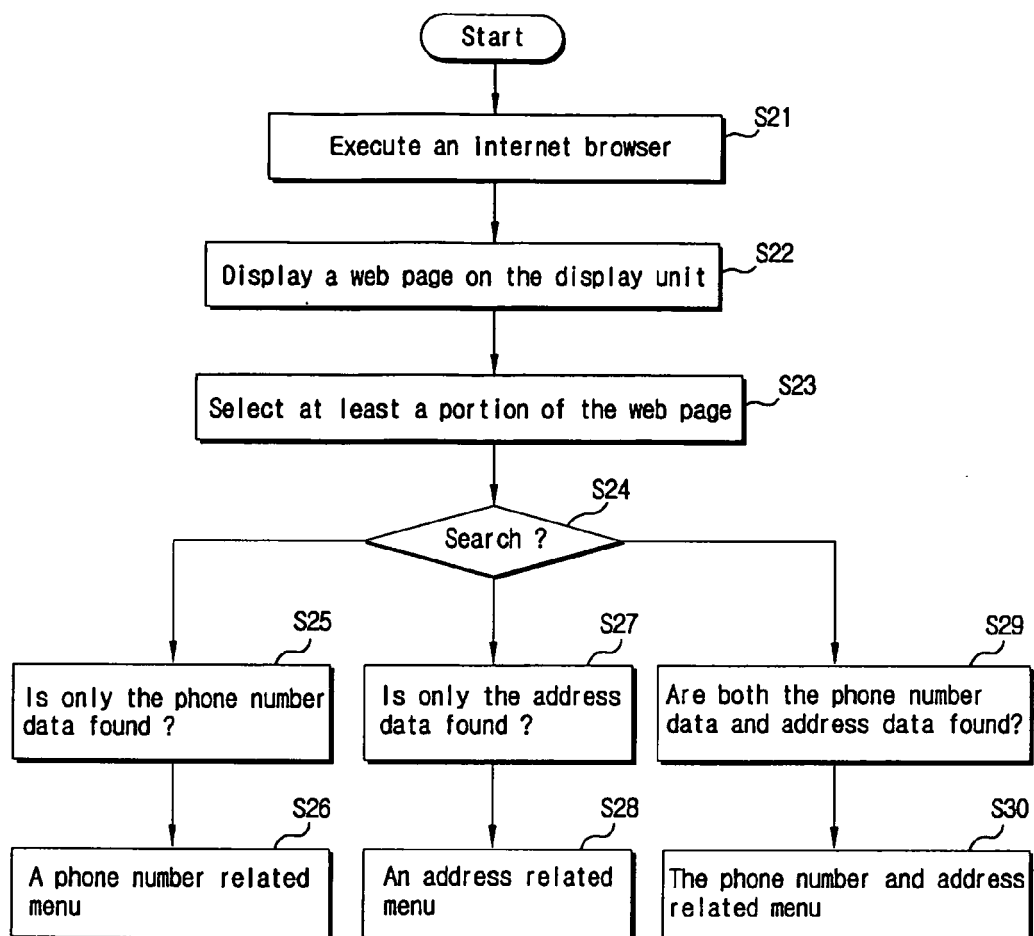 Start
S21
Execute an internet browser
S22
Display a web page on the display unit
S23
Select at least a portion of the web page
S24
Search ?
S25
Is only the phone number
data found ?
S27
Is only the address
data found ?
S29
Are both the phone number
data and address data found?
S26
A phone number related
menu
S28
An address related
menu
S30
The phone number and address
related menu